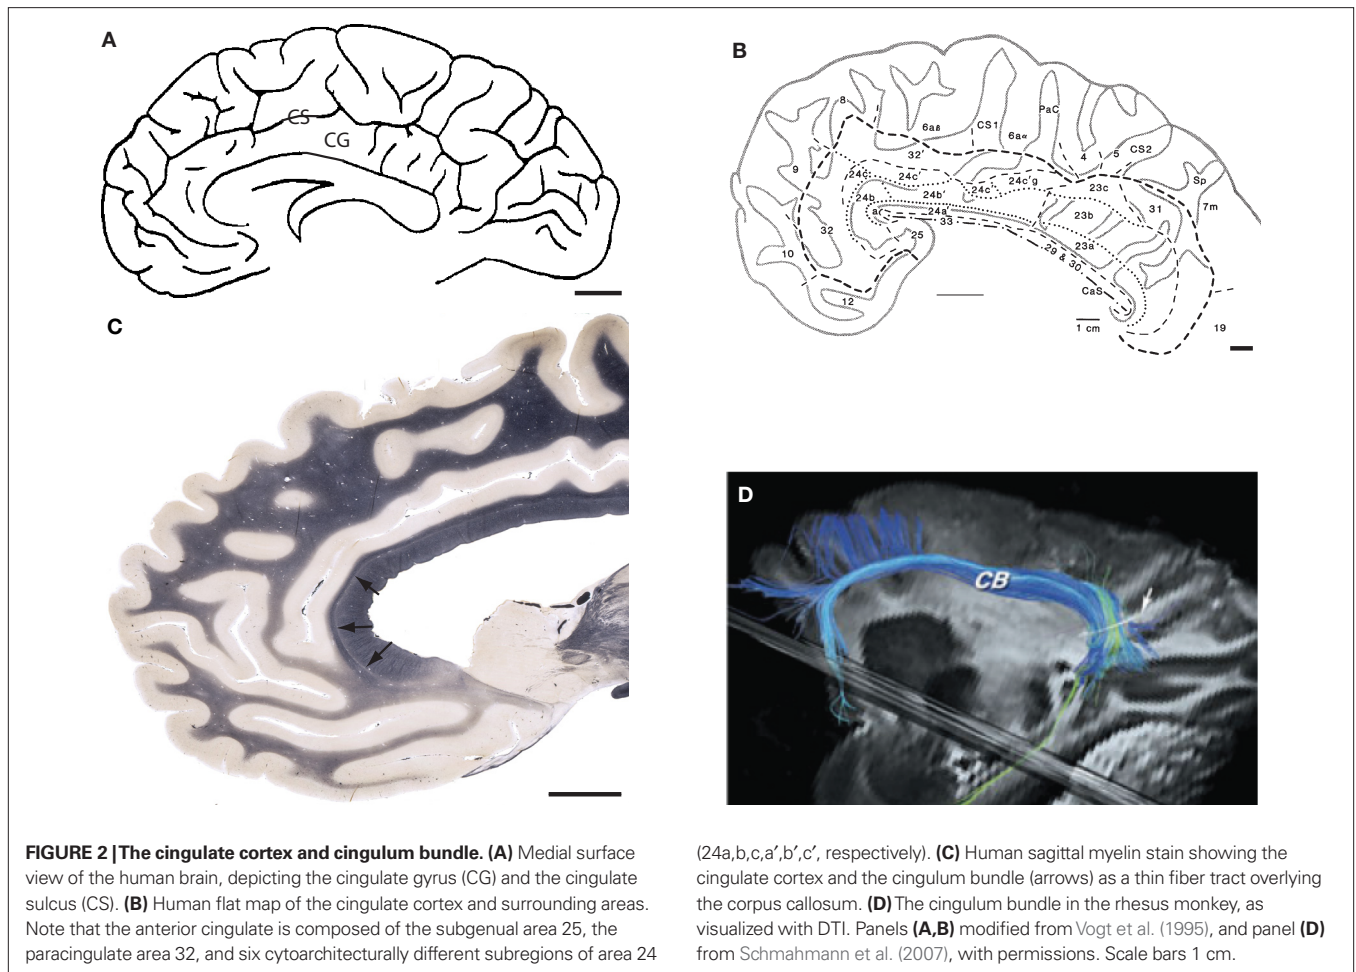 A
CS
CG
B
8
6aß
CS1
6aα
PaC
4
5
CS2
9
32′
Sp
24c
24c′
24c′
24c′g
23c
7m
24b
24b′
31
a
24a′
23b
32
33
25
23a
10
29 & 30
12
CaS
1 cm
19
C
D
CB
FIGURE 2 | The cingulate cortex and cingulum bundle. (A) Medial surface
view of the human brain, depicting the cingulate gyrus (CG) and the cingulate
sulcus (CS). (B) Human flat map of the cingulate cortex and surrounding areas.
Note that the anterior cingulate is composed of the subgenual area 25, the
paracingulate area 32, and six cytoarchitecturally different subregions of area 24
(24a,b,c,a′,b′,c′, respectively). (C) Human sagittal myelin stain showing the
cingulate cortex and the cingulum bundle (arrows) as a thin fiber tract overlying
the corpus callosum. (D) The cingulum bundle in the rhesus monkey, as
visualized with DTI. Panels (A,B) modified from Vogt et al. (1995), and panel (D)
from Schmahmann et al. (2007), with permissions. Scale bars 1 cm.